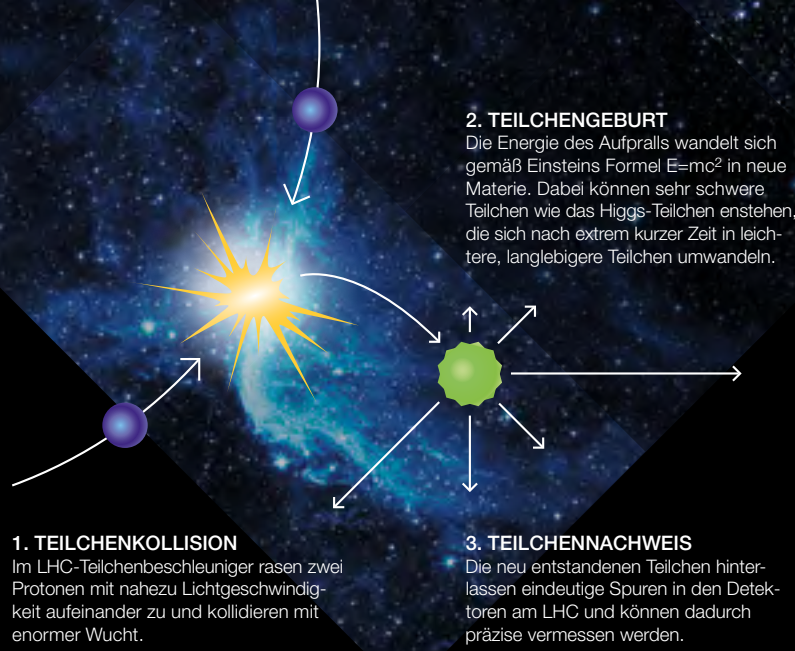 1. TEILCHENKOLLISION
Im LHC-Teilchenbeschleuniger rasen zwei
Protonen mit nahezu Lichtgeschwindig-
keit aufeinander zu und kollidieren mit
enormer Wucht.
2. TEILCHENGEBURT
Die Energie des Aufpralls wandelt sich
gemäß Einsteins Formel E=mc² in neue
Materie. Dabei können sehr schwere
Teilchen wie das Higgs-Teilchen enstehen,
die sich nach extrem kurzer Zeit in leich-
tere, langlebigere Teilchen umwandeln.
3. TEILCHENNACHWEIS
Die neu entstandenen Teilchen hinter-
lassen eindeutige Spuren in den Detek-
toren am LHC und können dadurch
präzise vermessen werden.